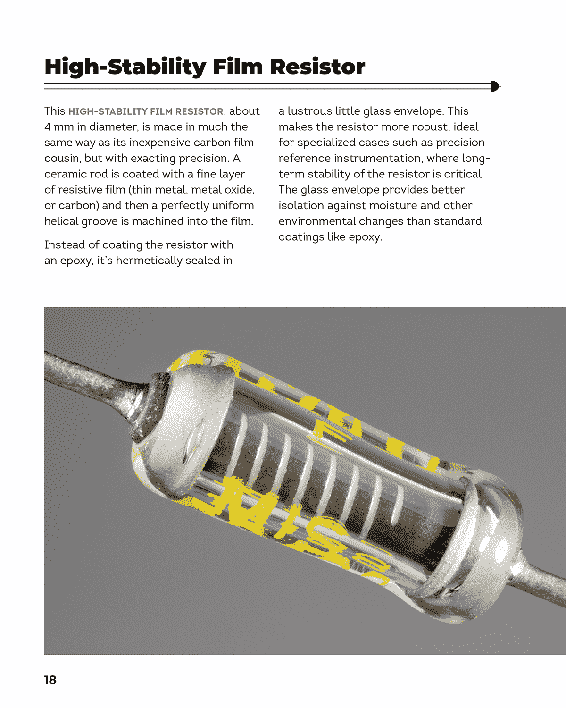 High-Stability Film Resistor
This HIGH-STABILITY FILM RESISTOR, about
4 mm in diameter, is made in much the
same way as its inexpensive carbon film
cousin, but with exacting precision. A
ceramic rod is coated with a fine layer
of resistive film (thin metal, metal oxide,
or carbon) and then a perfectly uniform
helical groove is machined into the film.
Instead of coating the resistor with
an epoxy, it's hermetically sealed in
a lustrous little glass envelope. This
makes the resistor more robust, ideal
for specialized cases such as precision
reference instrumentation, where long-
term stability of the resistor is critical.
The glass envelope provides better
isolation against moisture and other
environmental changes than standard
coatings like epoxy.
18